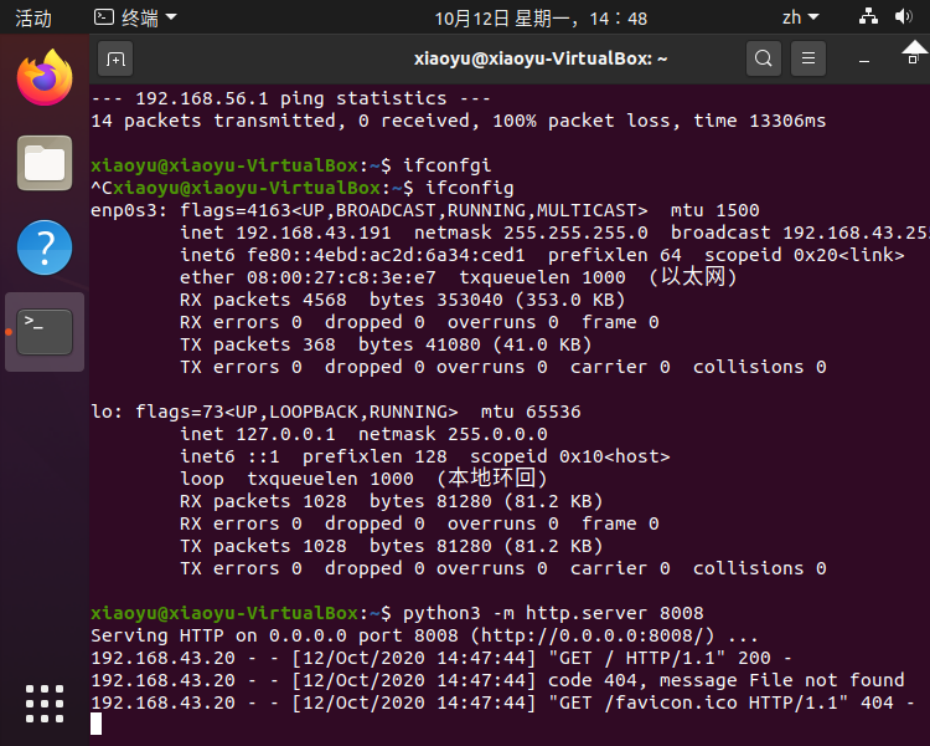 活动 终端 10月12日 星期一，14：48 zh
xiaoyu@xiaoyu-VirtualBox: ~
--- 192.168.56.1 ping statistics ---
14 packets transmitted, 0 received, 100% packet loss, time 13306ms
xiaoyu@xiaoyu-VirtualBox:~$ ifconfgi
^Cxiaoyu@xiaoyu-VirtualBox:~$ ifconfig
enp0s3: flags=4163<UP,BROADCAST,RUNNING,MULTICAST>  mtu 1500
        inet 192.168.43.191  netmask 255.255.255.0  broadcast 192.168.43.255
        inet6 fe80::4ebd:ac2d:6a34:ced1  prefixlen 64  scopeid 0x20<link>
        ether 08:00:27:c8:3e:e7  txqueuelen 1000  (以太网)
        RX packets 4568  bytes 353040 (353.0 KB)
        RX errors 0  dropped 0  overruns 0  frame 0
        TX packets 368  bytes 41080 (41.0 KB)
        TX errors 0  dropped 0 overruns 0  carrier 0  collisions 0
lo: flags=73<UP,LOOPBACK,RUNNING>  mtu 65536
        inet 127.0.0.1  netmask 255.0.0.0
        inet6 ::1  prefixlen 128  scopeid 0x10<host>
        loop  txqueuelen 1000  (本地环回)
        RX packets 1028  bytes 81280 (81.2 KB)
        RX errors 0  dropped 0  overruns 0  frame 0
        TX packets 1028  bytes 81280 (81.2 KB)
        TX errors 0  dropped 0 overruns 0  carrier 0  collisions 0
xiaoyu@xiaoyu-VirtualBox:~$ python3 -m http.server 8008
Serving HTTP on 0.0.0.0 port 8008 (http://0.0.0.0:8008/) ...
192.168.43.20 - - [12/Oct/2020 14:47:44] "GET / HTTP/1.1" 200 -
192.168.43.20 - - [12/Oct/2020 14:47:44] code 404, message File not found
192.168.43.20 - - [12/Oct/2020 14:47:44] "GET /favicon.ico HTTP/1.1" 404 -